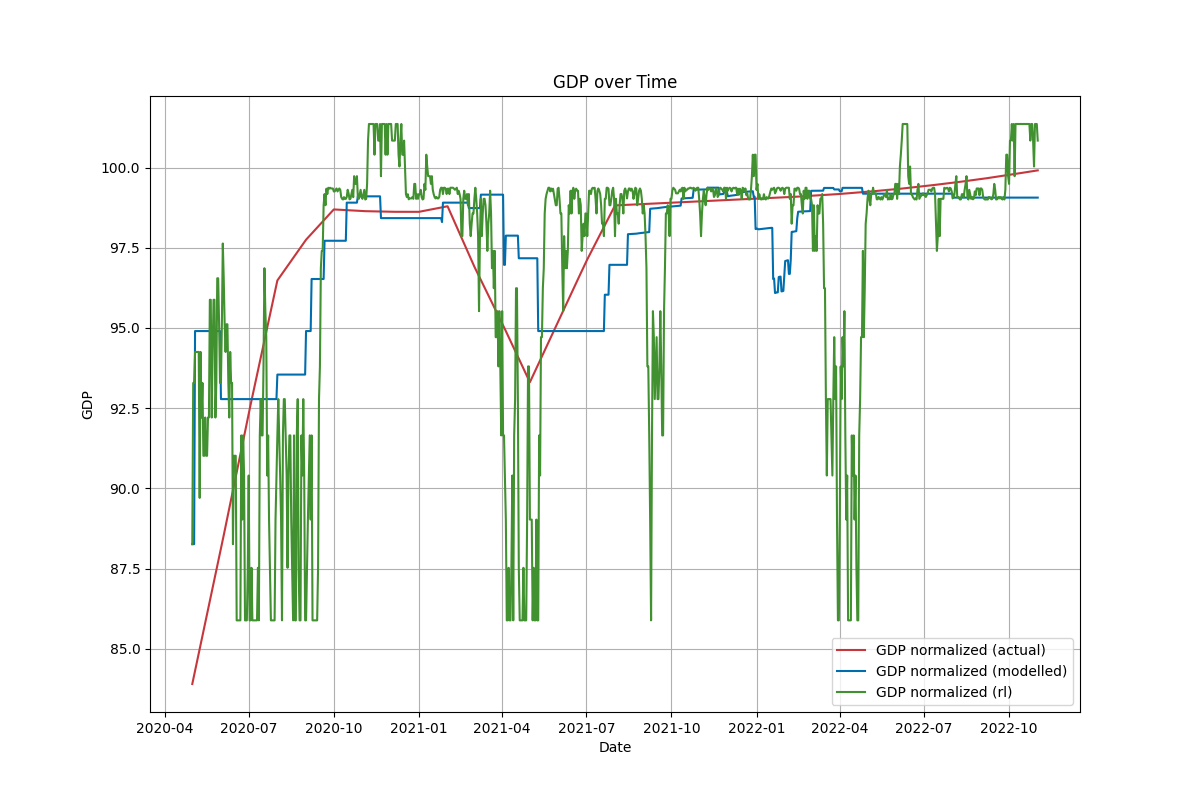 GDP over Time
100.0
97.5
95.0
92.5
90.0
87.5
85.0
GDP
GDP normalized (actual)
GDP normalized (modelled)
GDP normalized (rl)
2020-04 2020-07 2020-10 2021-01 2021-04 2021-07 2021-10 2022-01 2022-04 2022-07 2022-10
Date